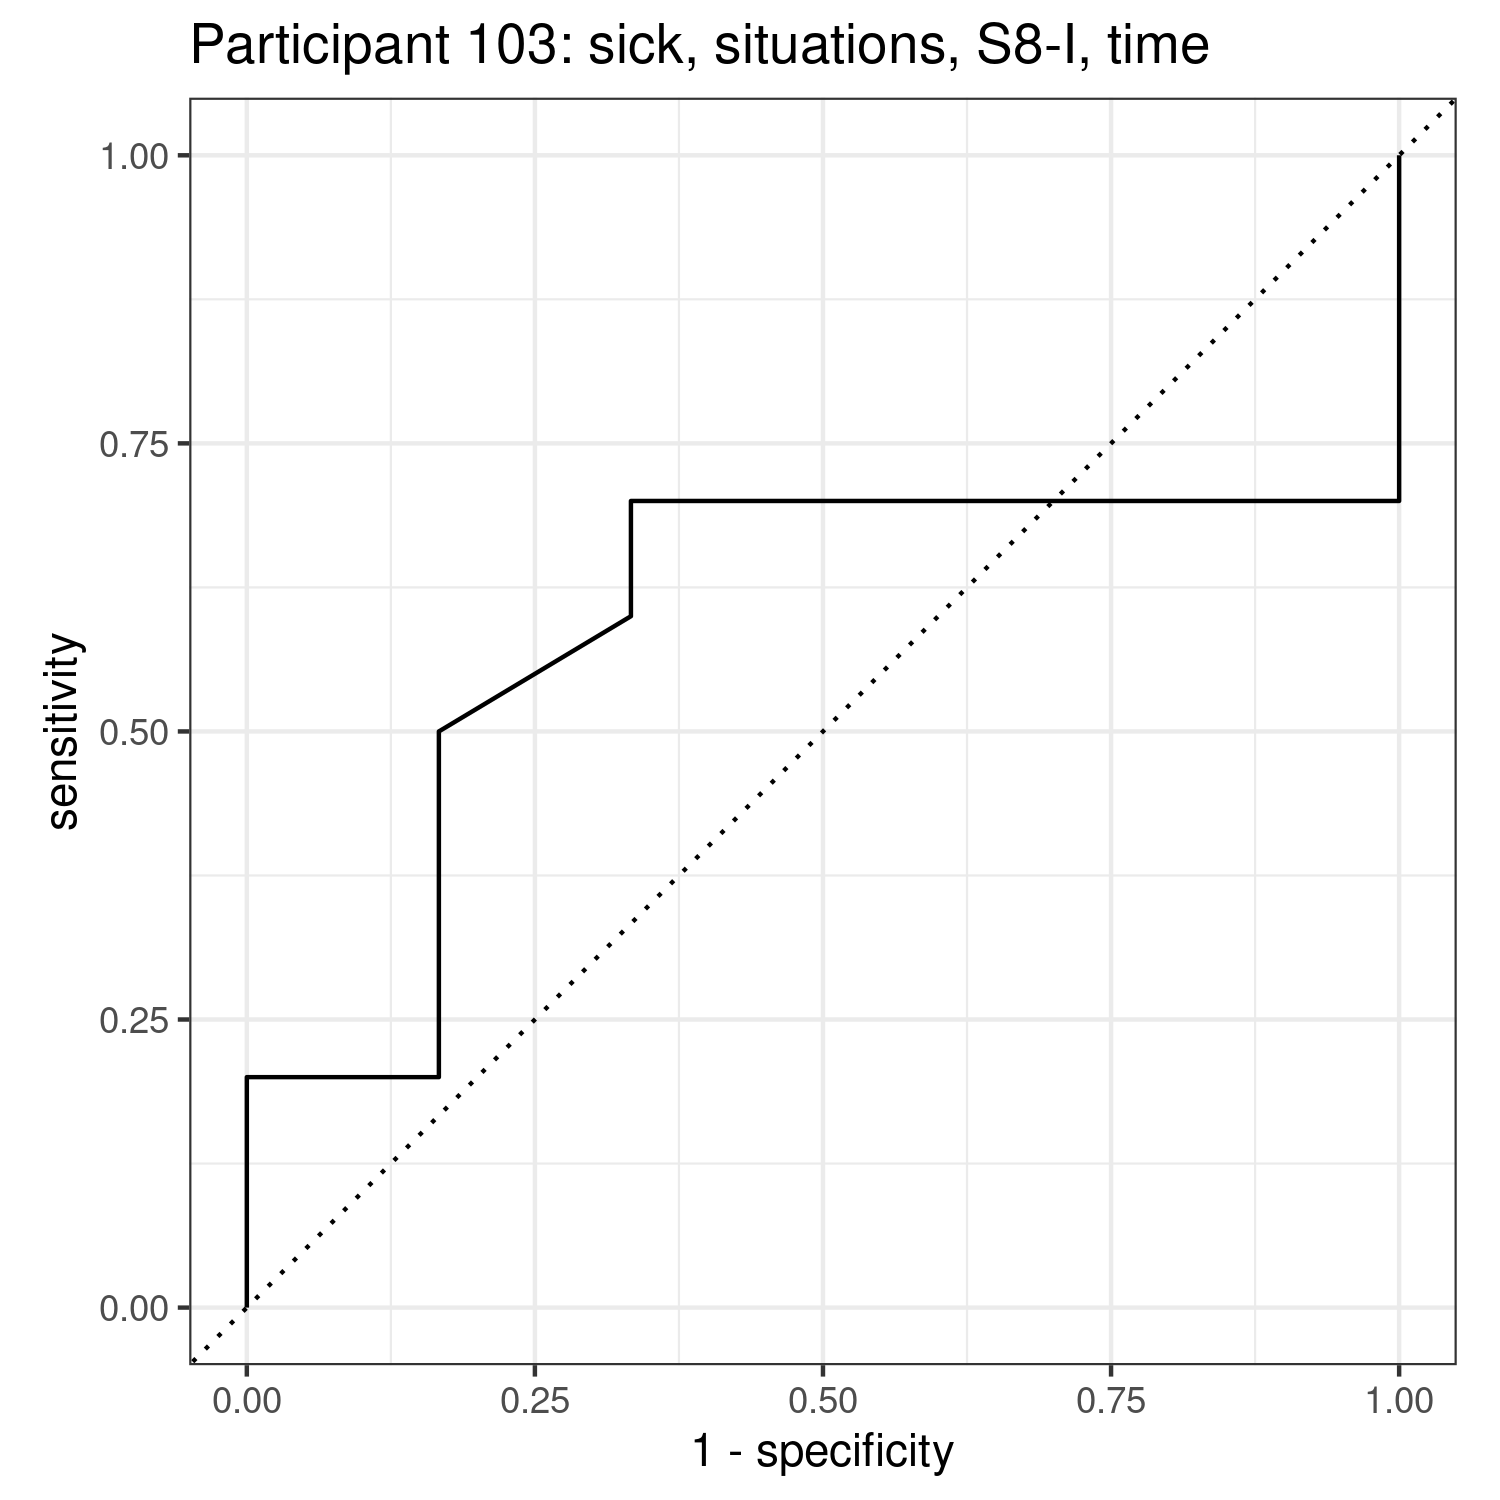 Participant 103: sick, situations, S8-I, time
1.00
0.75
0.50
0.25
0.00
sensitivity
0.00 0.25 0.50 0.75 1.00
1 - specificity